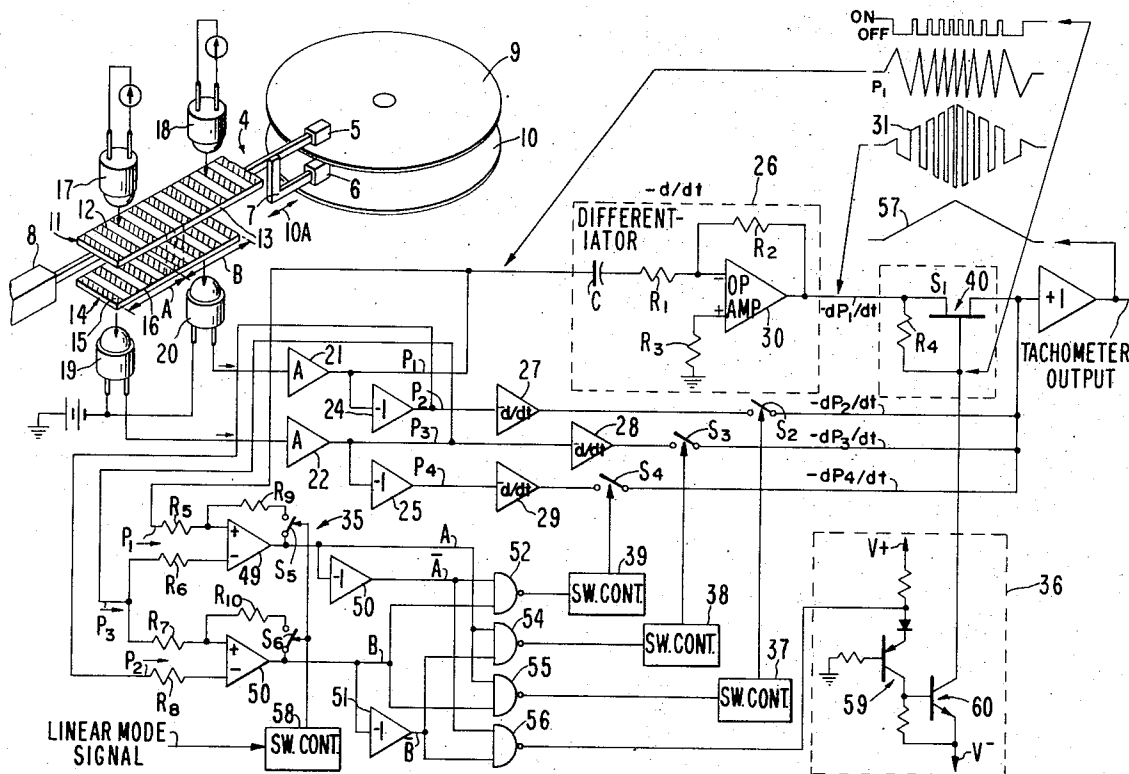 ON
OFF
P1
31
57
9
5
10
6
7
10A
18
4
17
12
11
8
13
B
A
14
15
16
20
19
-d/dt
26
DIFFERENT-
IATOR
C
R1
R2
OP
AMP
30
R3
-dP1/dt
S1
40
R4
+1
TACHOMETER
OUTPUT
A
21
P1
P2
-1
24
27
-d/dt
S2
-dP2/dt
A
22
P3
28
-d/dt
S3
-dP3/dt
P4
-1
25
-d/dt
29
S4
-dP4/dt
R9
35
P1
R5
R6
49
S5
A
A̅
-1
50
52
39
SW. CONT.
54
38
SW. CONT.
55
37
SW. CONT.
56
P3
R7
R10
S6
P2
R8
50
B
51
-1
B̅
58
SW. CONT.
LINEAR MODE
SIGNAL
V+
36
59
60
V-